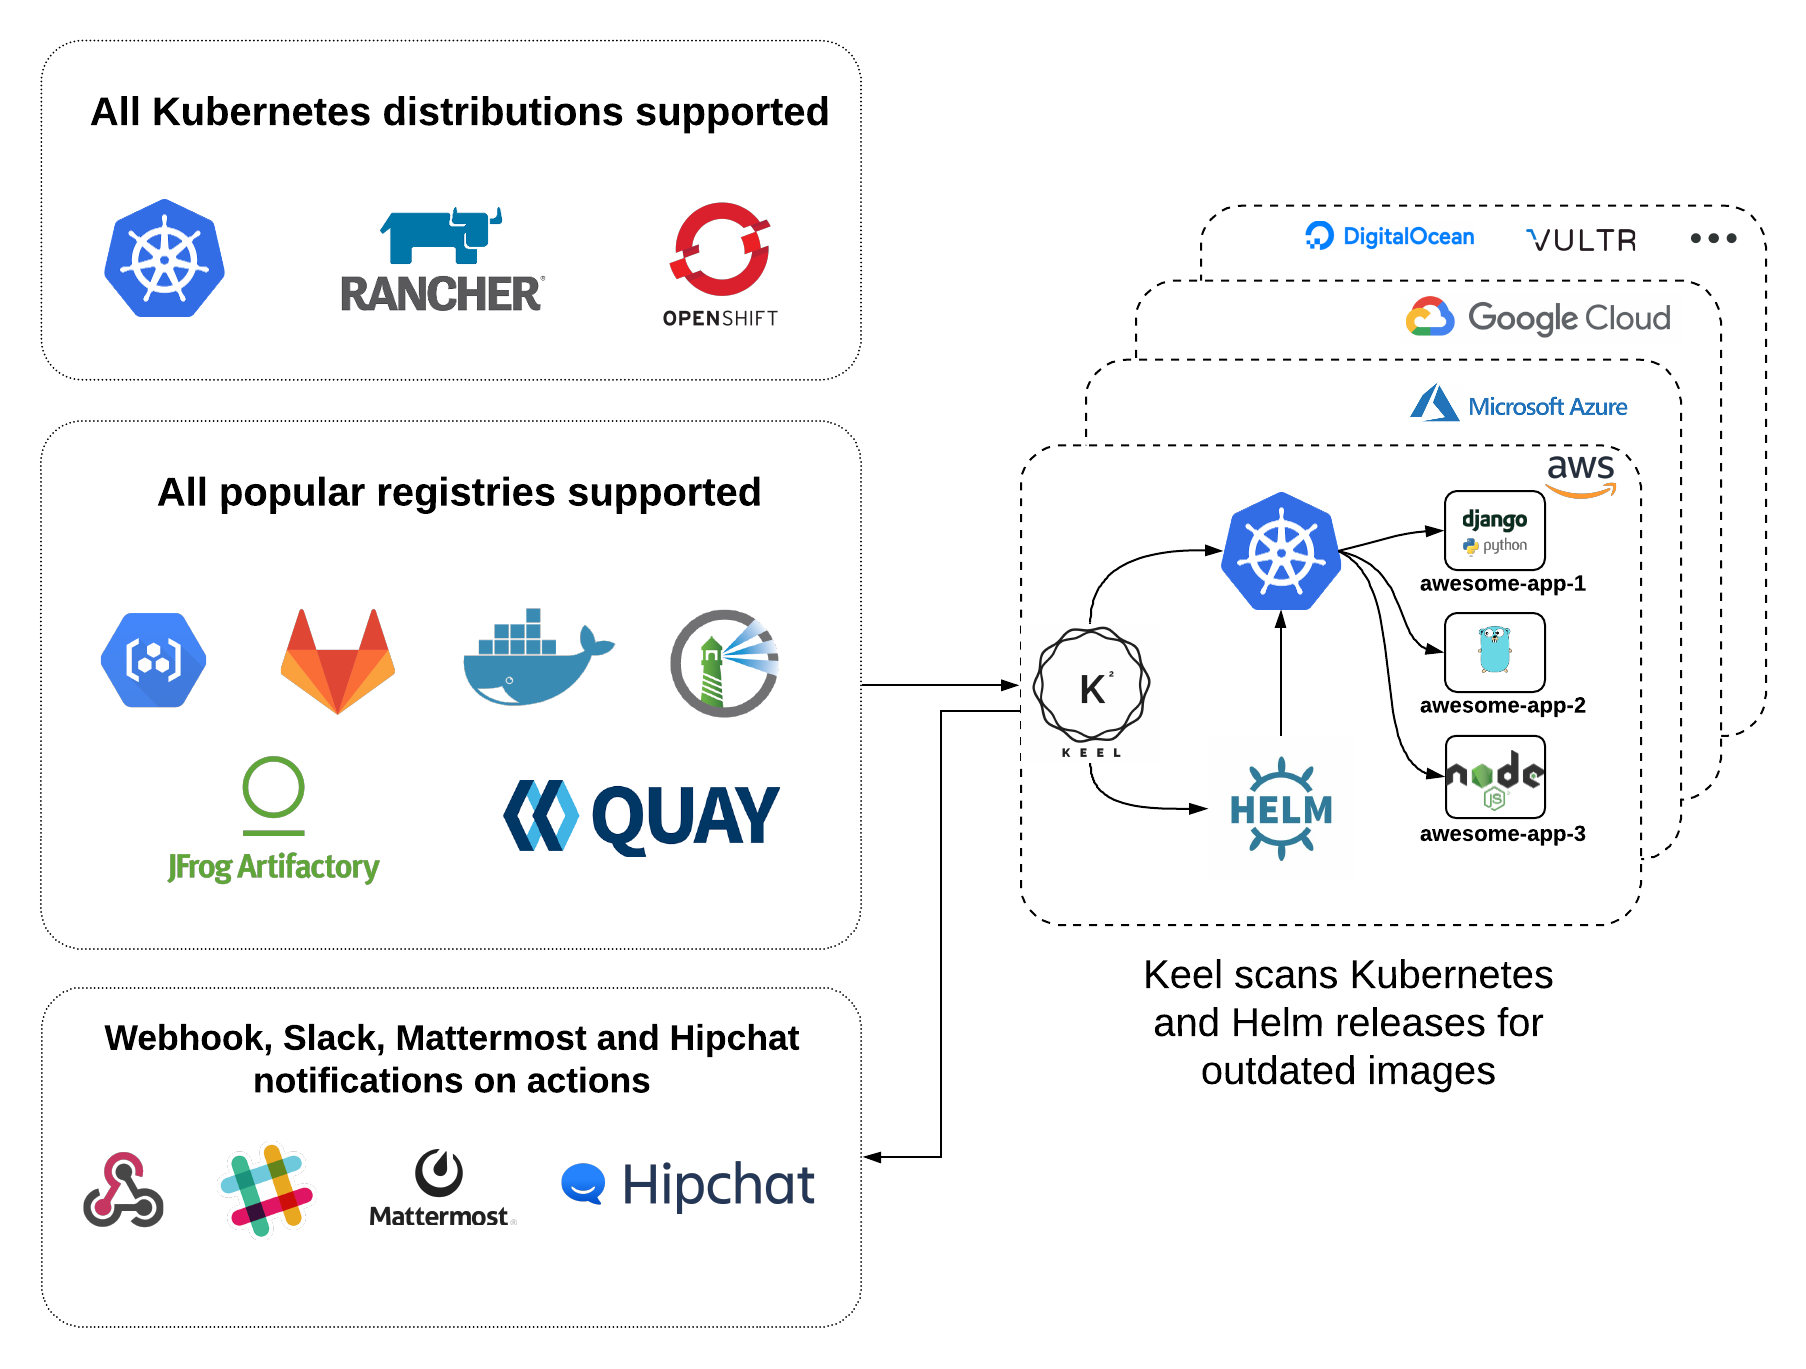 All Kubernetes distributions supported
RANCHER®
OPENSHIFT
All popular registries supported
n
JFrog Artifactory
QUAY
Webhook, Slack, Mattermost and Hipchat
notifications on actions
Mattermost®
Hipchat
DigitalOcean
VULTR
Google Cloud
Microsoft Azure
aws
django
python
awesome-app-1
awesome-app-2
node
JS
awesome-app-3
K²
KEEL
HELM
Keel scans Kubernetes
and Helm releases for
outdated images